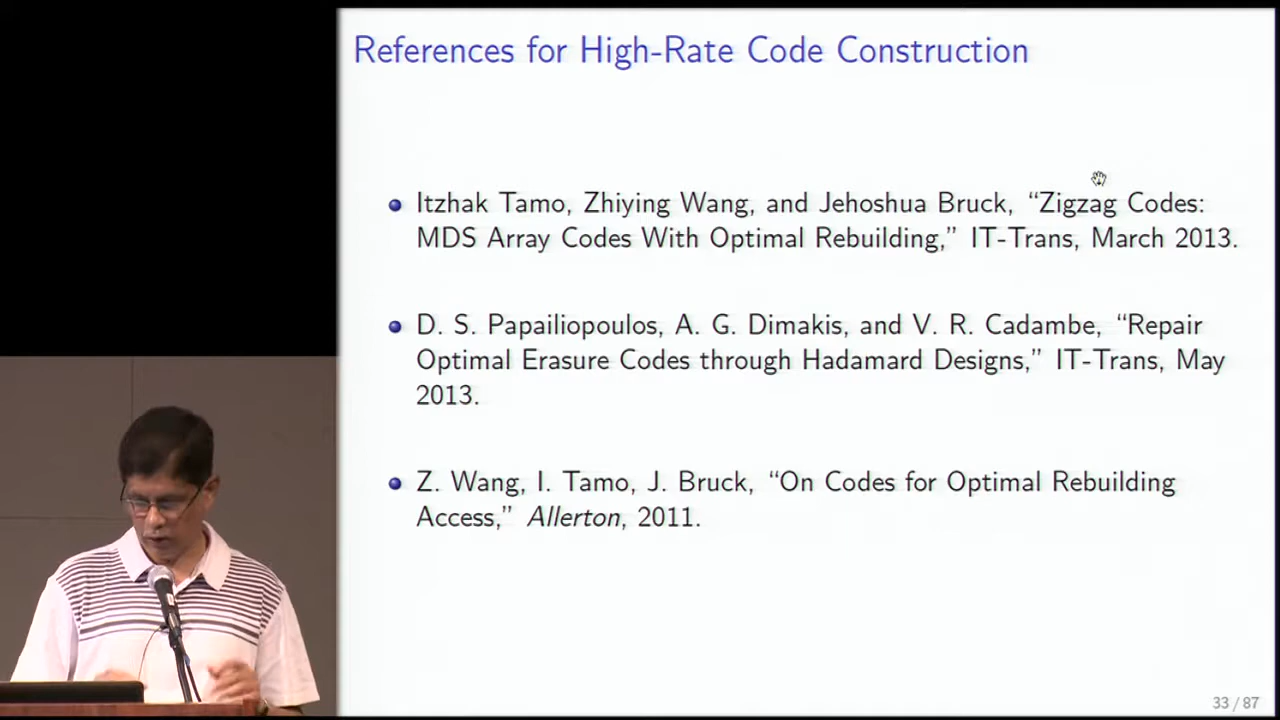 References for High-Rate Code Construction
Itzhak Tamo, Zhiying Wang, and Jehoshua Bruck, “Zigzag Codes:
MDS Array Codes With Optimal Rebuilding,” IT-Trans, March 2013.
D. S. Papailiopoulos, A. G. Dimakis, and V. R. Cadambe, “Repair
Optimal Erasure Codes through Hadamard Designs,” IT-Trans, May
2013.
Z. Wang, I. Tamo, J. Bruck, “On Codes for Optimal Rebuilding
Access,” Allerton, 2011.
33 / 87